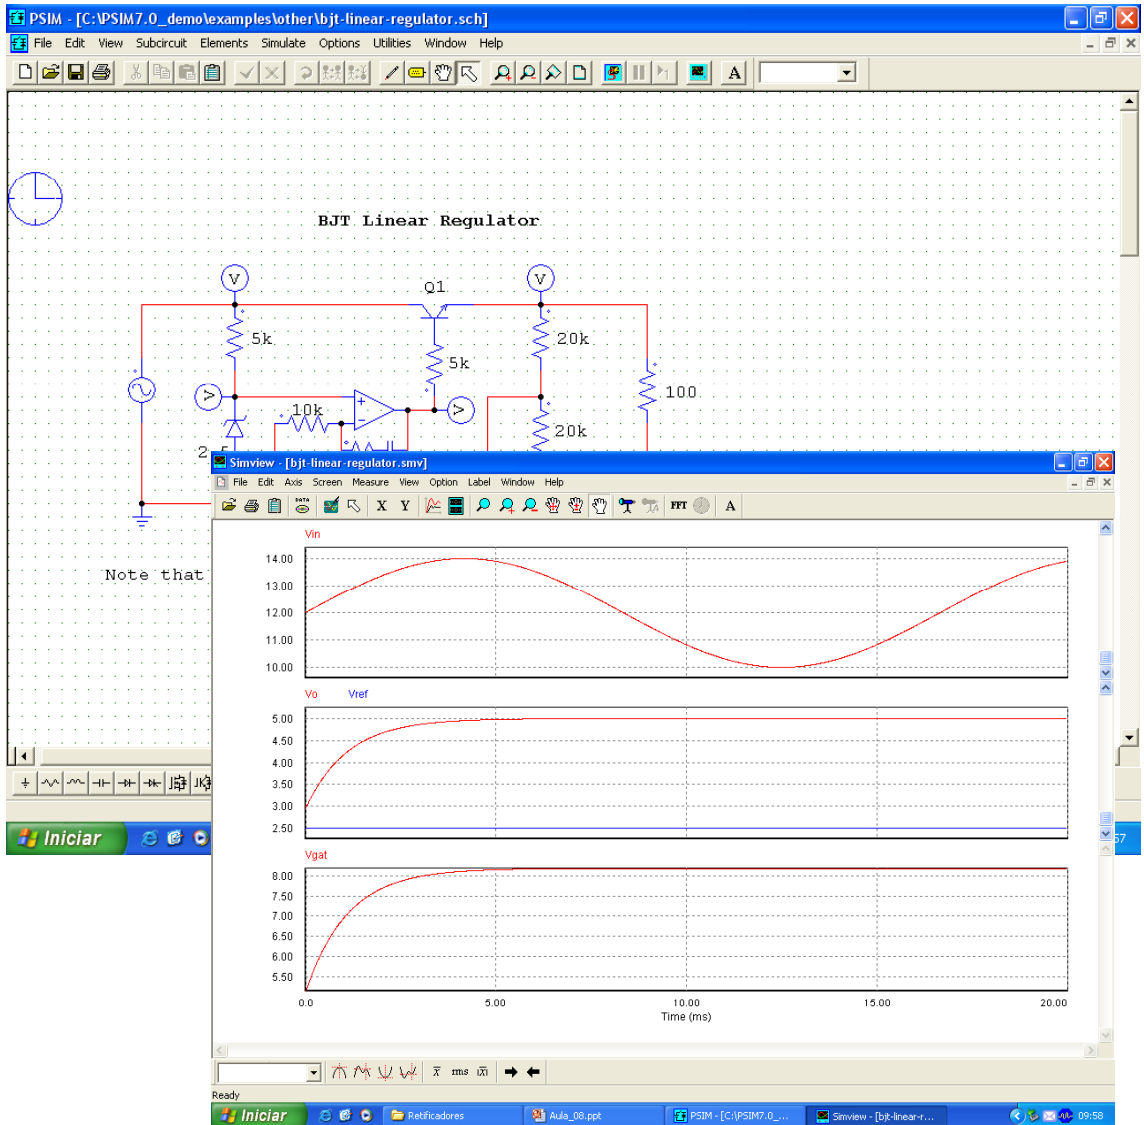 PSIM - [C:\PSIM7.0_demo\examples\other\bjt-linear-regulator.sch]
File Edit View Subcircuit Elements Simulate Options Utilities Window Help
A
BJT Linear Regulator
V
V
Q1
5k
20k
5k
V
10k
V
100
20k
Note that
Iniciar
57
Simview - [bjt-linear-regulator.smv]
File Edit Axis Screen Measure View Option Label Window Help
DATA X Y FFT A
Vin
14.00
13.00
12.00
11.00
10.00
Vo Vref
5.00
4.50
4.00
3.50
3.00
2.50
Vgat
8.00
7.50
7.00
6.50
6.00
5.50
0.0 5.00 10.00 15.00 20.00
Time (ms)
x rms |x|
Ready
Iniciar Retificadores Aula_08.ppt PSIM - [C:\PSIM7.0_... Simview - [bjt-linear-r... 09:58